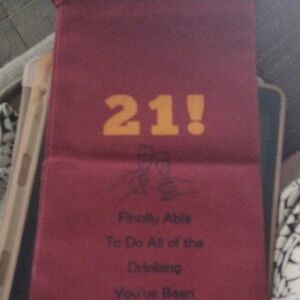 21!
Finally Able
To Do All of the
Drinking
You've Been